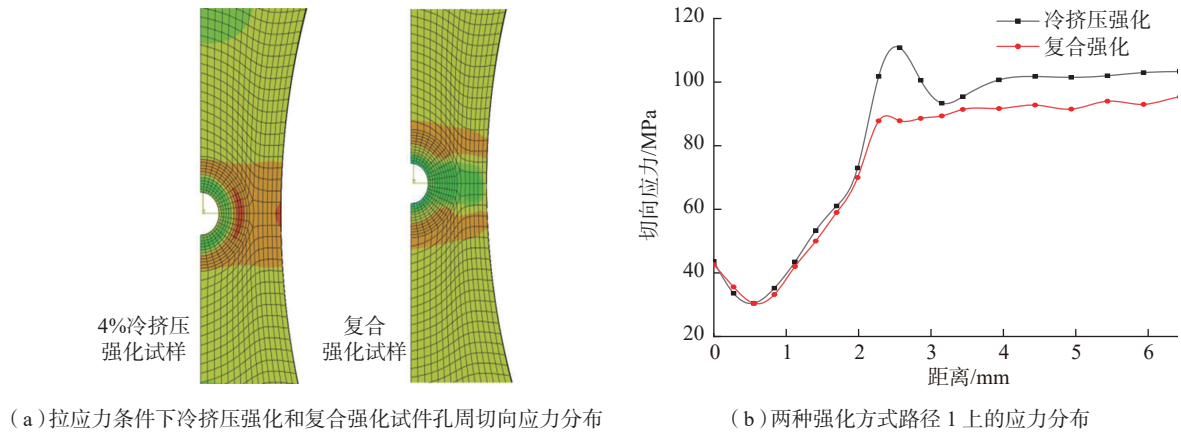 4%冷挤压
强化试样
复合
强化试样
(a)拉应力条件下冷挤压强化和复合强化试件孔周切向应力分布
120
100
80
60
40
20
切向应力/MPa
冷挤压强化
复合强化
0 1 2 3 4 5 6
距离/mm
(b)两种强化方式路径 1 上的应力分布